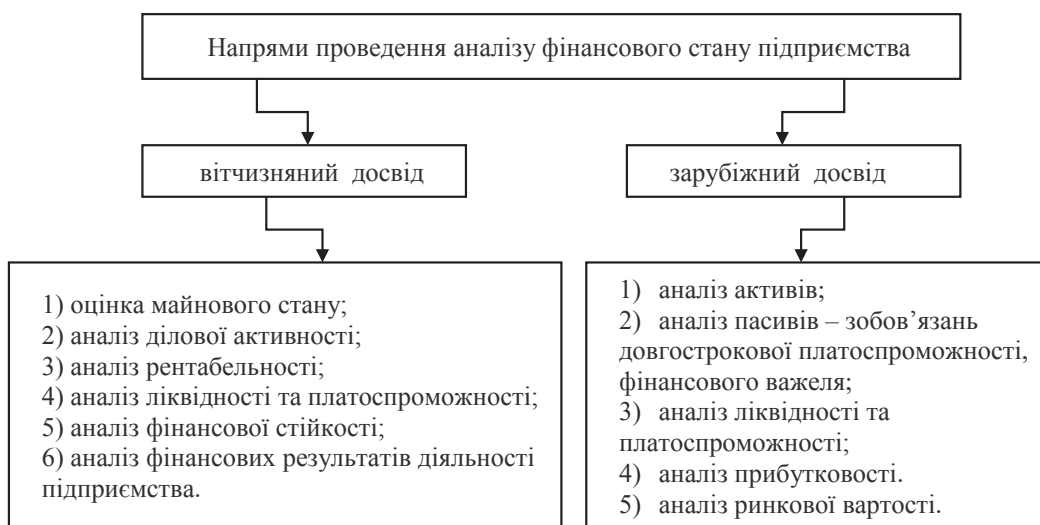 Напрями проведення аналізу фінансового стану підприємства
вітчизняний досвід
зарубіжний досвід
1) оцінка майнового стану;
2) аналіз ділової активності;
3) аналіз рентабельності;
4) аналіз ліквідності та платоспроможності;
5) аналіз фінансової стійкості;
6) аналіз фінансових результатів діяльності
підприємства.
1) аналіз активів;
2) аналіз пасивів – зобов’язань
довгострокової платоспроможності,
фінансового важеля;
3) аналіз ліквідності та
платоспроможності;
4) аналіз прибутковості.
5) аналіз ринкової вартості.